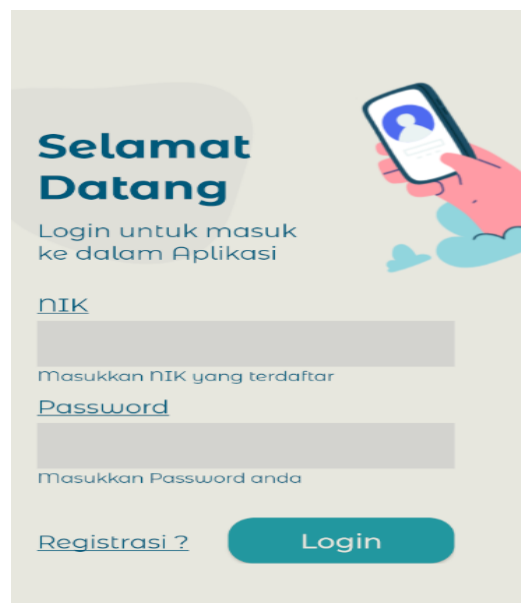 Selamat
Datang
Login untuk masuk
ke dalam Aplikasi
NIK
Masukkan NIK yang terdaftar
Password
Masukkan Password anda
Registrasi ?
Login